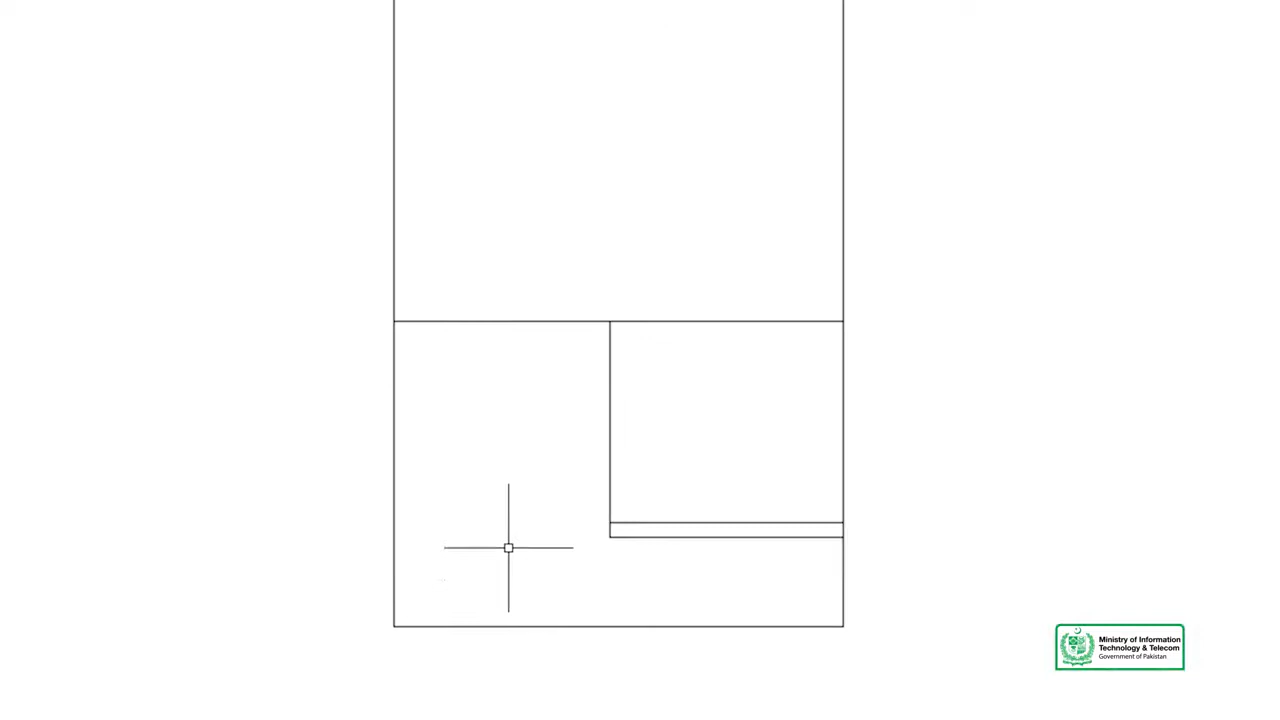 Ministry of Information
Technology & Telecom
Government of Pakistan